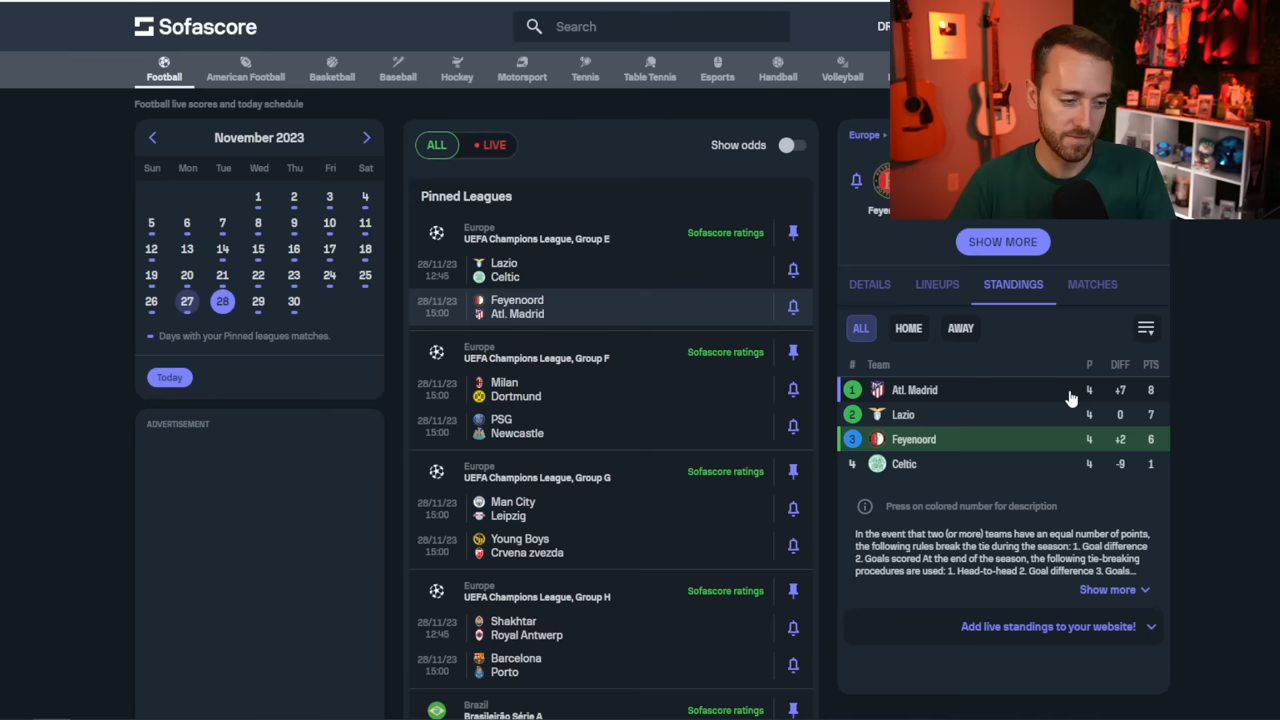 Sofascore
Search
DR
Football
American Football
Basketball
Baseball
Hockey
Motorsport
Tennis
Table Tennis
Esports
Handball
Volleyball
Football live scores and today schedule
November 2023
Sun Mon Tue Wed Thu Fri Sat
1 2 3 4
5 6 7 8 9 10 11
12 13 14 15 16 17 18
19 20 21 22 23 24 25
26 27 28 29 30
Days with your Pinned leagues matches.
Today
ADVERTISEMENT
ALL
LIVE
Show odds
Pinned Leagues
Europe
UEFA Champions League, Group E
Sofascore ratings
28/11/23
12:45
Lazio
Celtic
28/11/23
15:00
Feyenoord
Atl. Madrid
Europe
UEFA Champions League, Group F
Sofascore ratings
28/11/23
15:00
Milan
Dortmund
28/11/23
15:00
PSG
Newcastle
Europe
UEFA Champions League, Group G
Sofascore ratings
28/11/23
15:00
Man City
Leipzig
28/11/23
15:00
Young Boys
Crvena zvezda
Europe
UEFA Champions League, Group H
Sofascore ratings
28/11/23
12:45
Shakhtar
Royal Antwerp
28/11/23
15:00
Barcelona
Porto
Brazil
Brasileirão Série A
Sofascore ratings
Europe
Feye
SHOW MORE
DETAILS
LINEUPS
STANDINGS
MATCHES
ALL
HOME
AWAY
# Team P DIFF PTS
1 Atl. Madrid 4 +7 8
2 Lazio 4 0 7
3 Feyenoord 4 +2 6
4 Celtic 4 -9 1
Press on colored number for description
In the event that two (or more) teams have an equal number of points,
the following rules break the tie during the season: 1. Goal difference
2. Goals scored At the end of the season, the following tie-breaking
procedures are used: 1. Head-to-head 2. Goal difference 3. Goals...
Show more
Add live standings to your website!